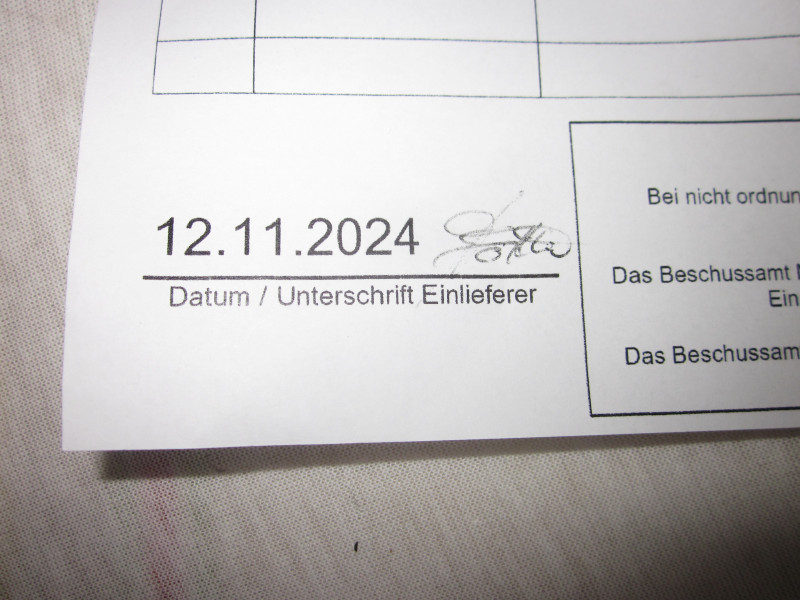 12.11.2024
Datum / Unterschrift Einlieferer
Bei nicht ordnun
Das Beschussamt
Ein
Das Beschussam